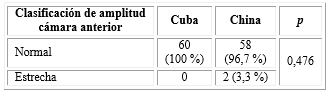 Clasificación de amplitud
cámara anterior
Cuba
China
p
Normal
60
(100 %)
58
(96,7 %)
0,476
Estrecha
0
2 (3,3 %)